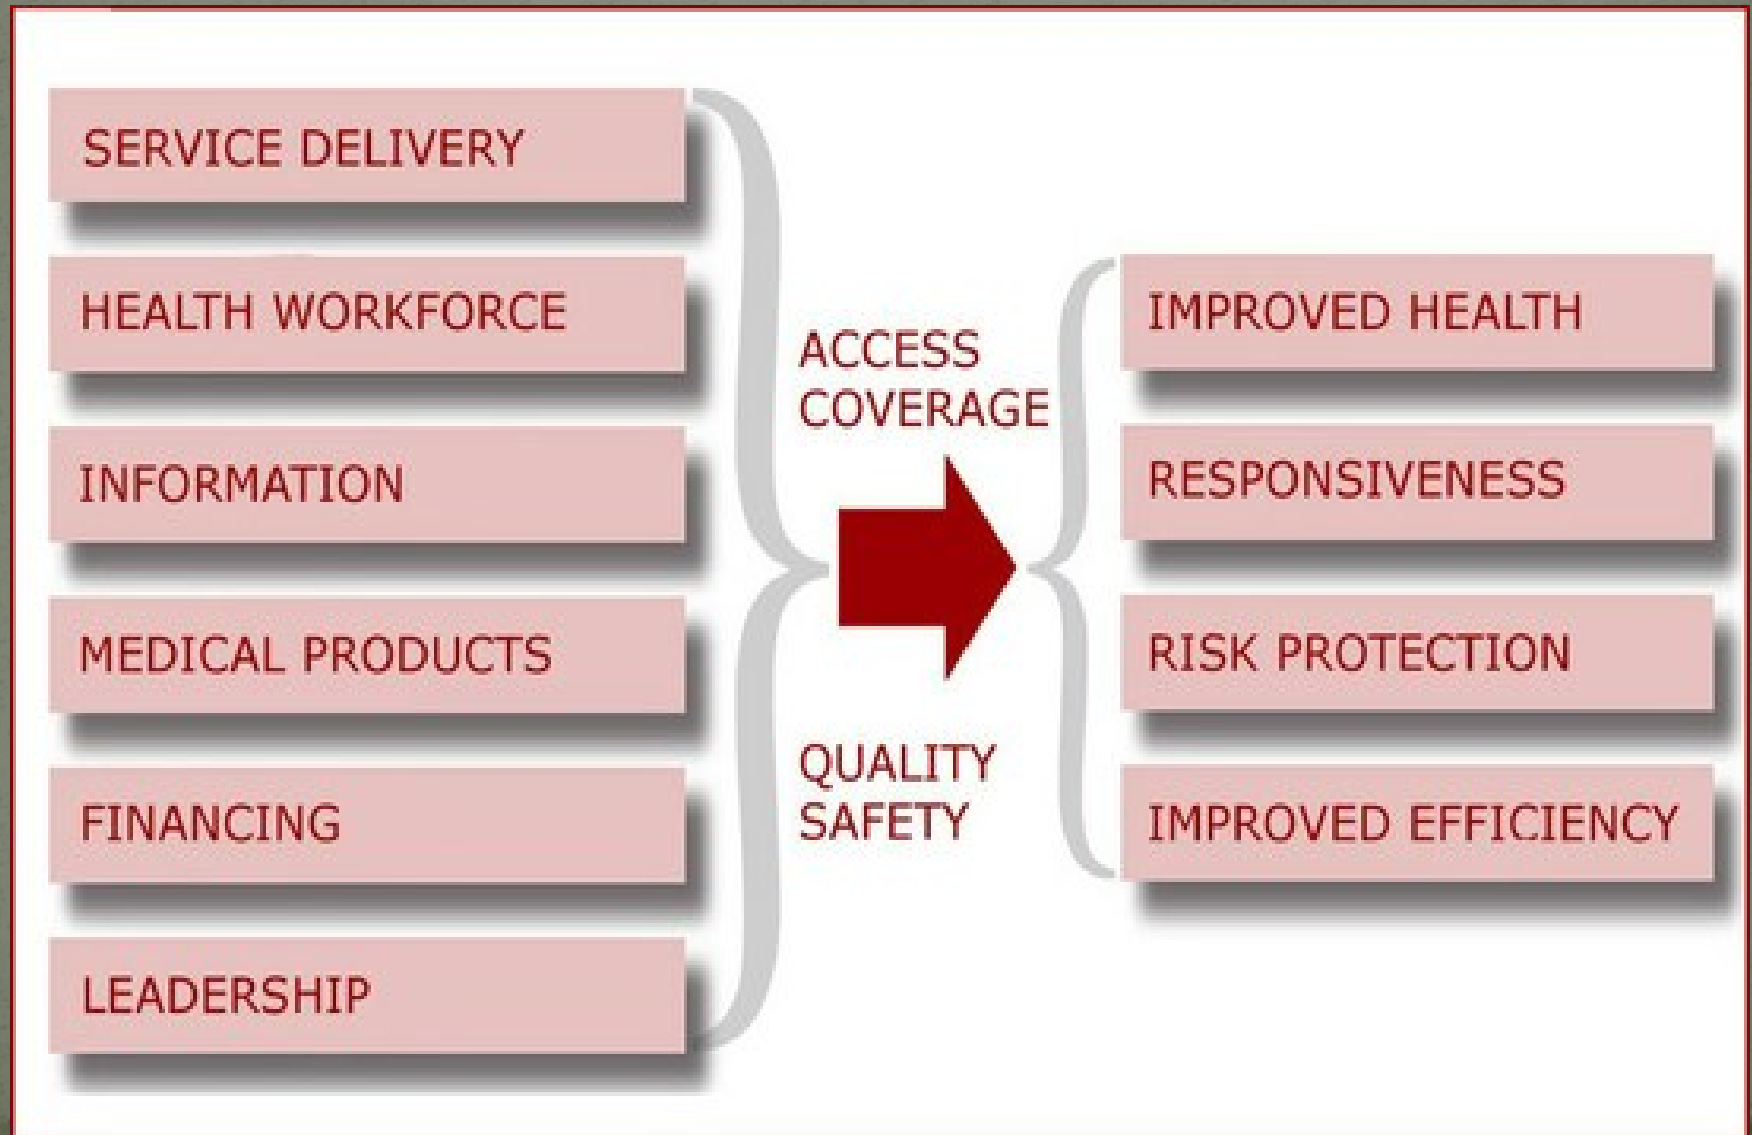 SERVICE DELIVERY
HEALTH WORKFORCE
INFORMATION
MEDICAL PRODUCTS
FINANCING
LEADERSHIP
ACCESS
COVERAGE
QUALITY
SAFETY
IMPROVED HEALTH
RESPONSIVENESS
RISK PROTECTION
IMPROVED EFFICIENCY